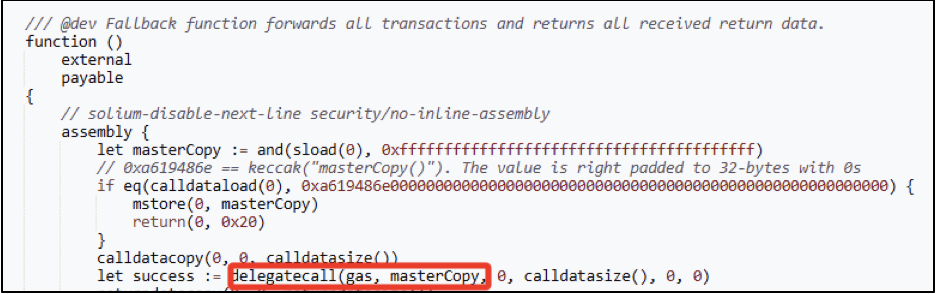 /// @dev Fallback function forwards all transactions and returns all received return data.
function ()
external
payable
{
// solium-disable-next-line security/no-inline-assembly
assembly {
let masterCopy := and(sload(0), 0xffffffffffffffffffffffffffffffffffffffff)
// 0xa619486e == keccak("masterCopy()"). The value is right padded to 32-bytes with 0s
if eq(calldataload(0), 0xa619486e00000000000000000000000000000000000000000000000000000000) {
mstore(0, masterCopy)
return(0, 0x20)
}
calldatacopy(0, 0, calldatasize())
let success := delegatecall(gas, masterCopy, 0, calldatasize(), 0, 0)